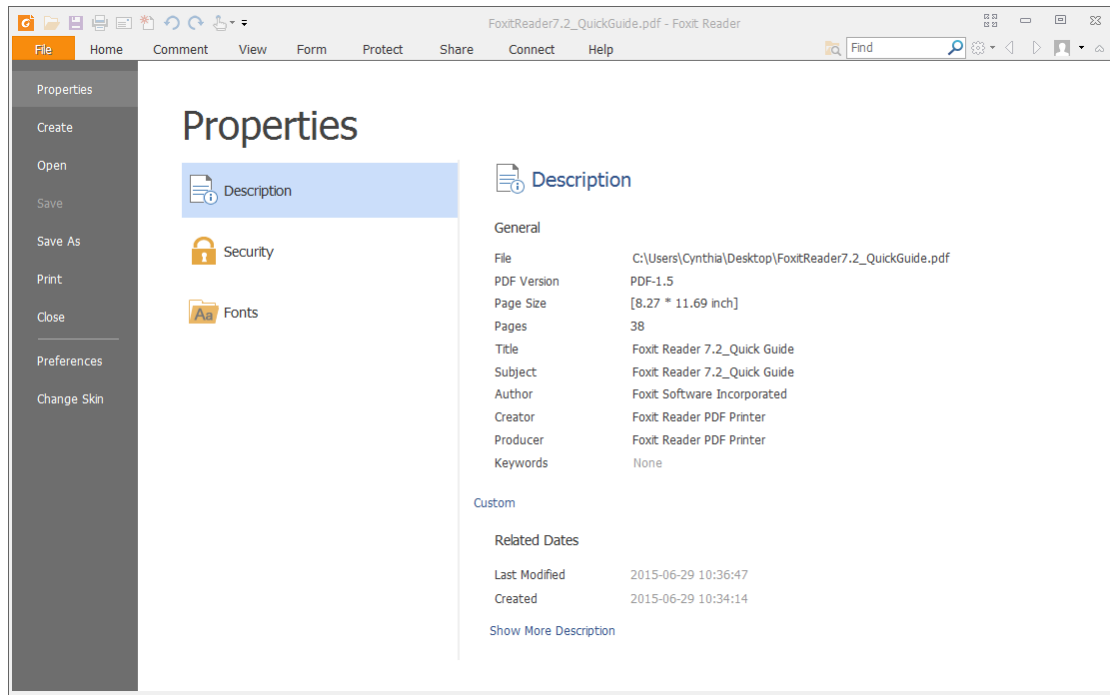 FoxitReader7.2_QuickGuide.pdf - Foxit Reader
File Home Comment View Form Protect Share Connect Help Find
Properties
Create
Open
Save
Save As
Print
Close
Preferences
Change Skin
Properties
Description
Security
Aa Fonts
Description
General
File C:\Users\Cynthia\Desktop\FoxitReader7.2_QuickGuide.pdf
PDF Version PDF-1.5
Page Size [8.27 * 11.69 inch]
Pages 38
Title Foxit Reader 7.2_Quick Guide
Subject Foxit Reader 7.2_Quick Guide
Author Foxit Software Incorporated
Creator Foxit Reader PDF Printer
Producer Foxit Reader PDF Printer
Keywords None
Custom
Related Dates
Last Modified 2015-06-29 10:36:47
Created 2015-06-29 10:34:14
Show More Description